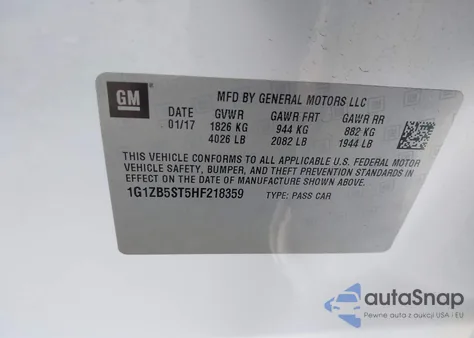 GM
MFD BY GENERAL MOTORS LLC
DATE GVWR GAWR FRT GAWR RR
01/17 1826 KG 944 KG 882 KG
4026 LB 2082 LB 1944 LB
THIS VEHICLE CONFORMS TO ALL APPLICABLE U.S. FEDERAL MOTOR
VEHICLE SAFETY, BUMPER, AND THEFT PREVENTION STANDARDS IN
EFFECT ON THE DATE OF MANUFACTURE SHOWN ABOVE.
1G1ZB5ST5HF218359 TYPE: PASS CAR
autoSnap
Pewne auta z aukcji USA i EU